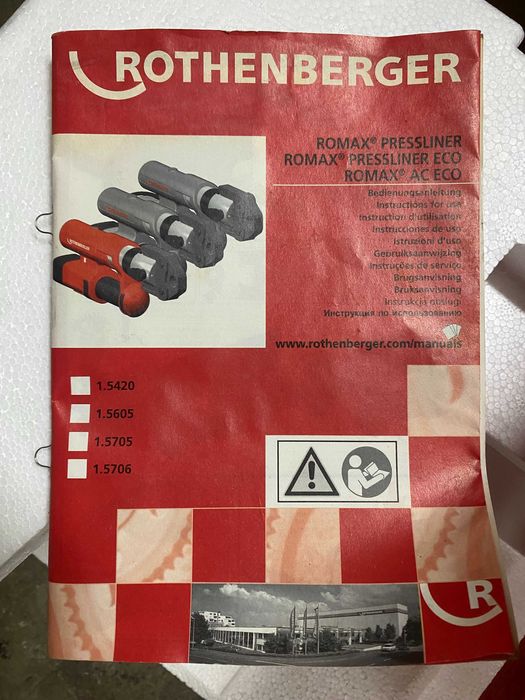 ROTHENBERGER
ROMAX® PRESSLINER
ROMAX® PRESSLINER ECO
ROMAX® AC ECO
Bedienungsanleitung
Instructions for use
Instruction d'utilisation
Instrucciones de uso
Istruzioni d'uso
Gebruiksaanwijzing
Instruções de serviço
Brugsanvisning
Bruksanvisning
Instrukcja obsługi
Инструкция по использованию
www.rothenberger.com/manuals
ROTHENBERGER
1.5420
1.5605
1.5705
1.5706
R